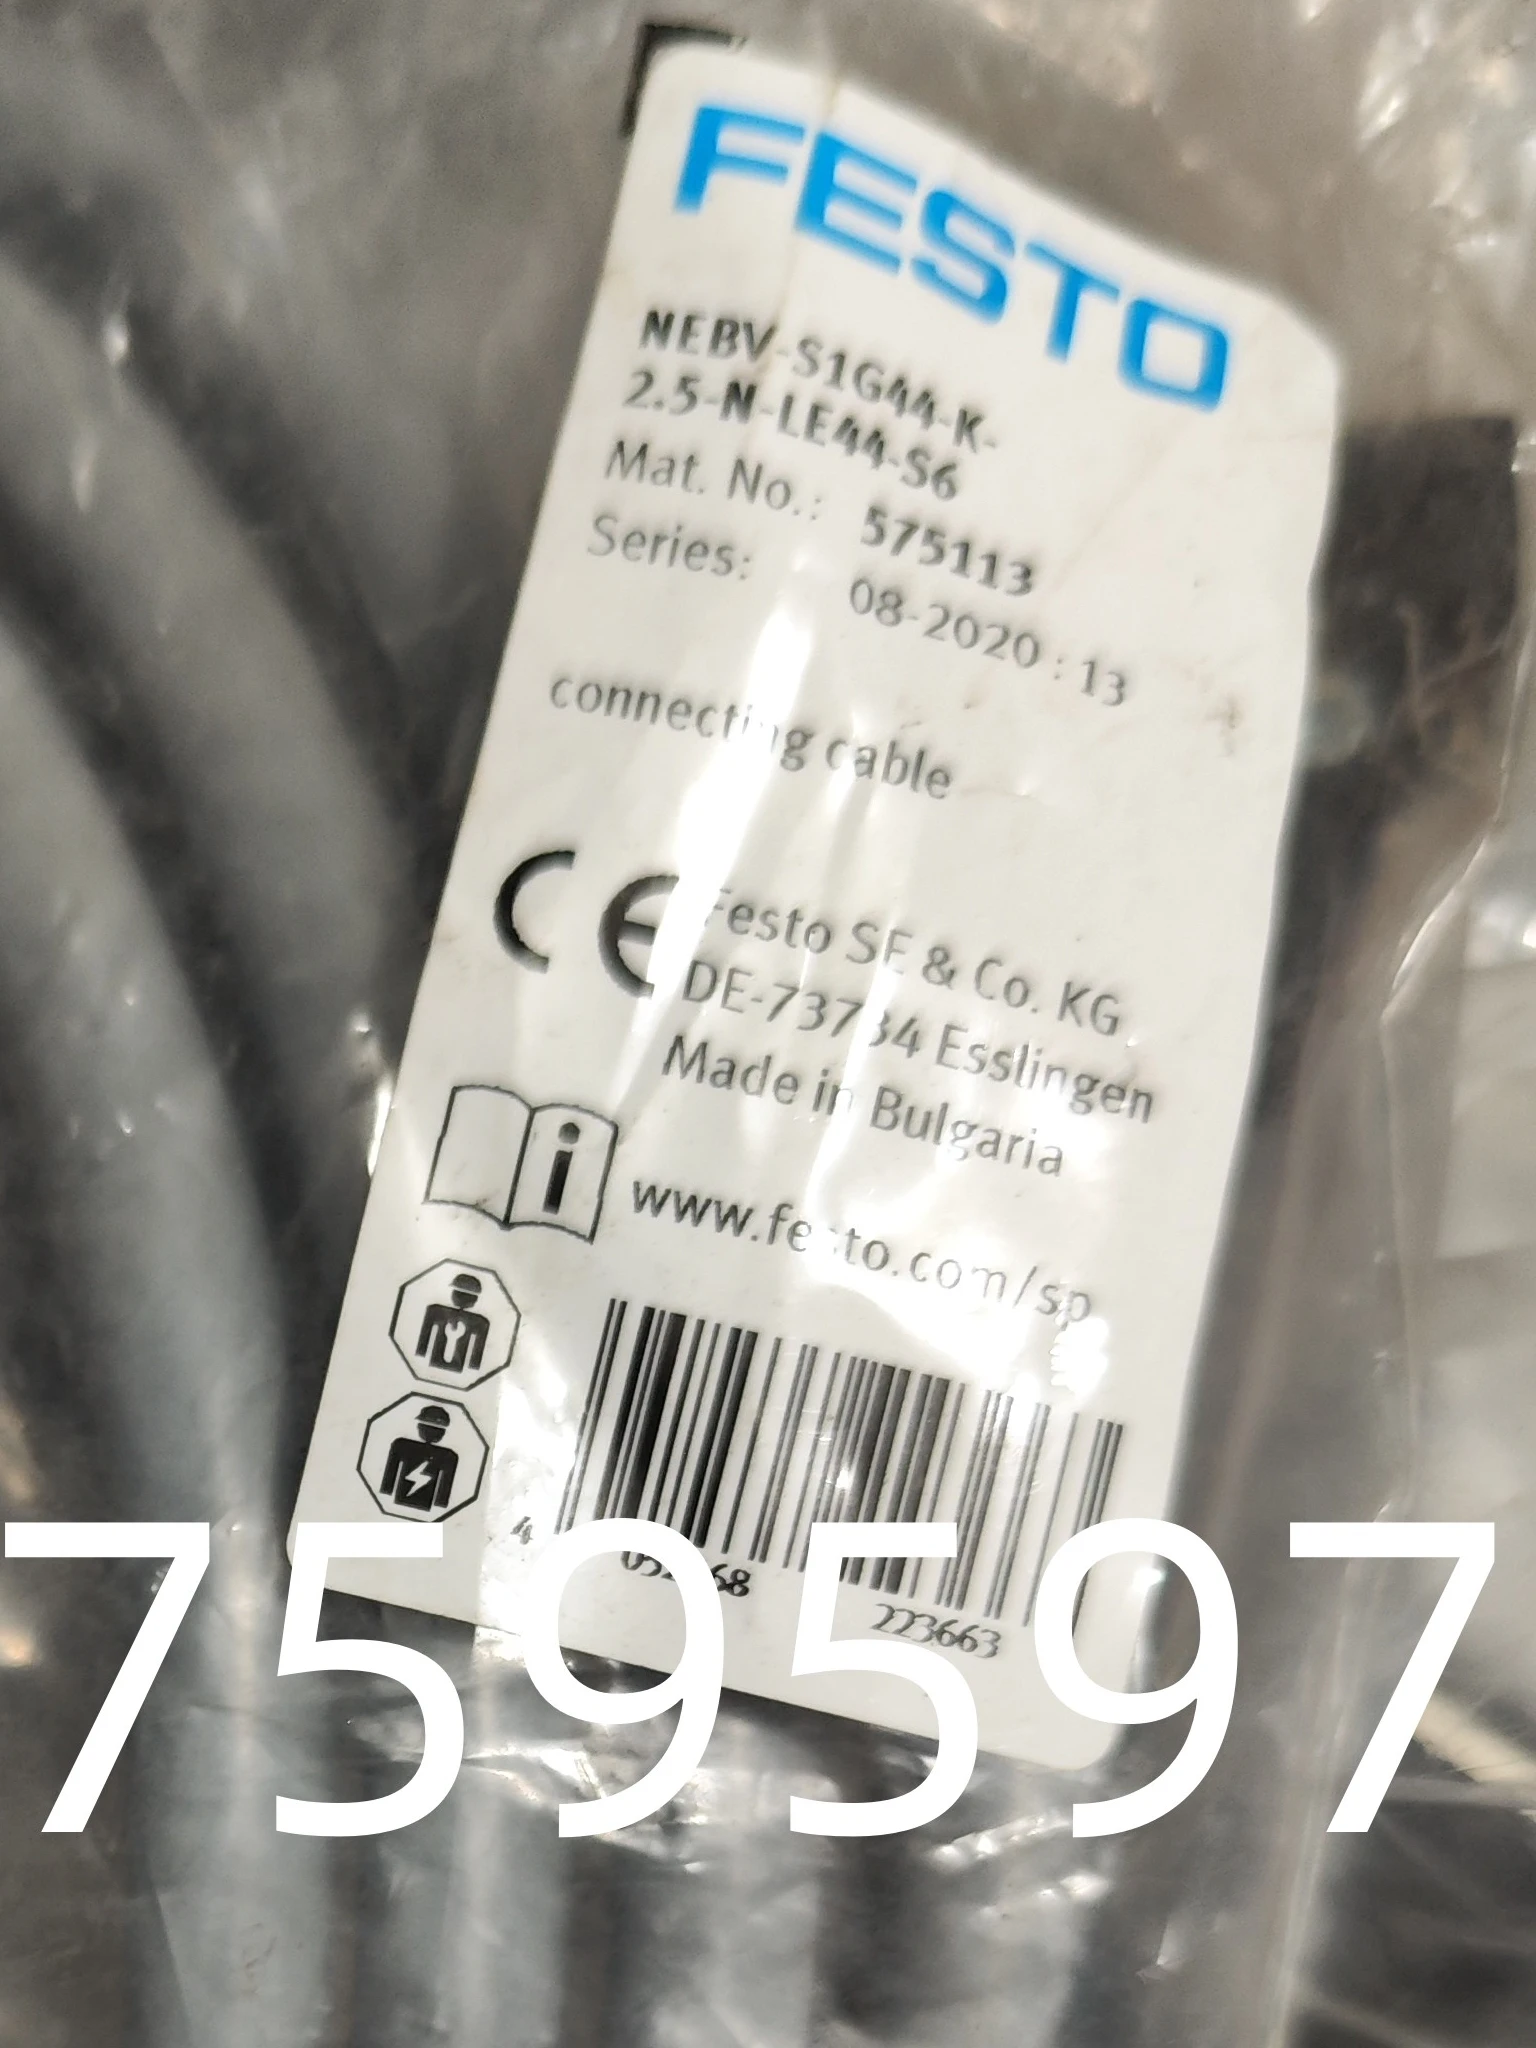 FESTO
NEBV-S1G44-K-
2.5-N-LE44-S6
Mat. No.: 575113
Series: 08-2020 : 13
connecting cable
CE
Festo SE & Co. KG
DE-73734 Esslingen
Made in Bulgaria
i
www.festo.com/sp
4 223663
759597